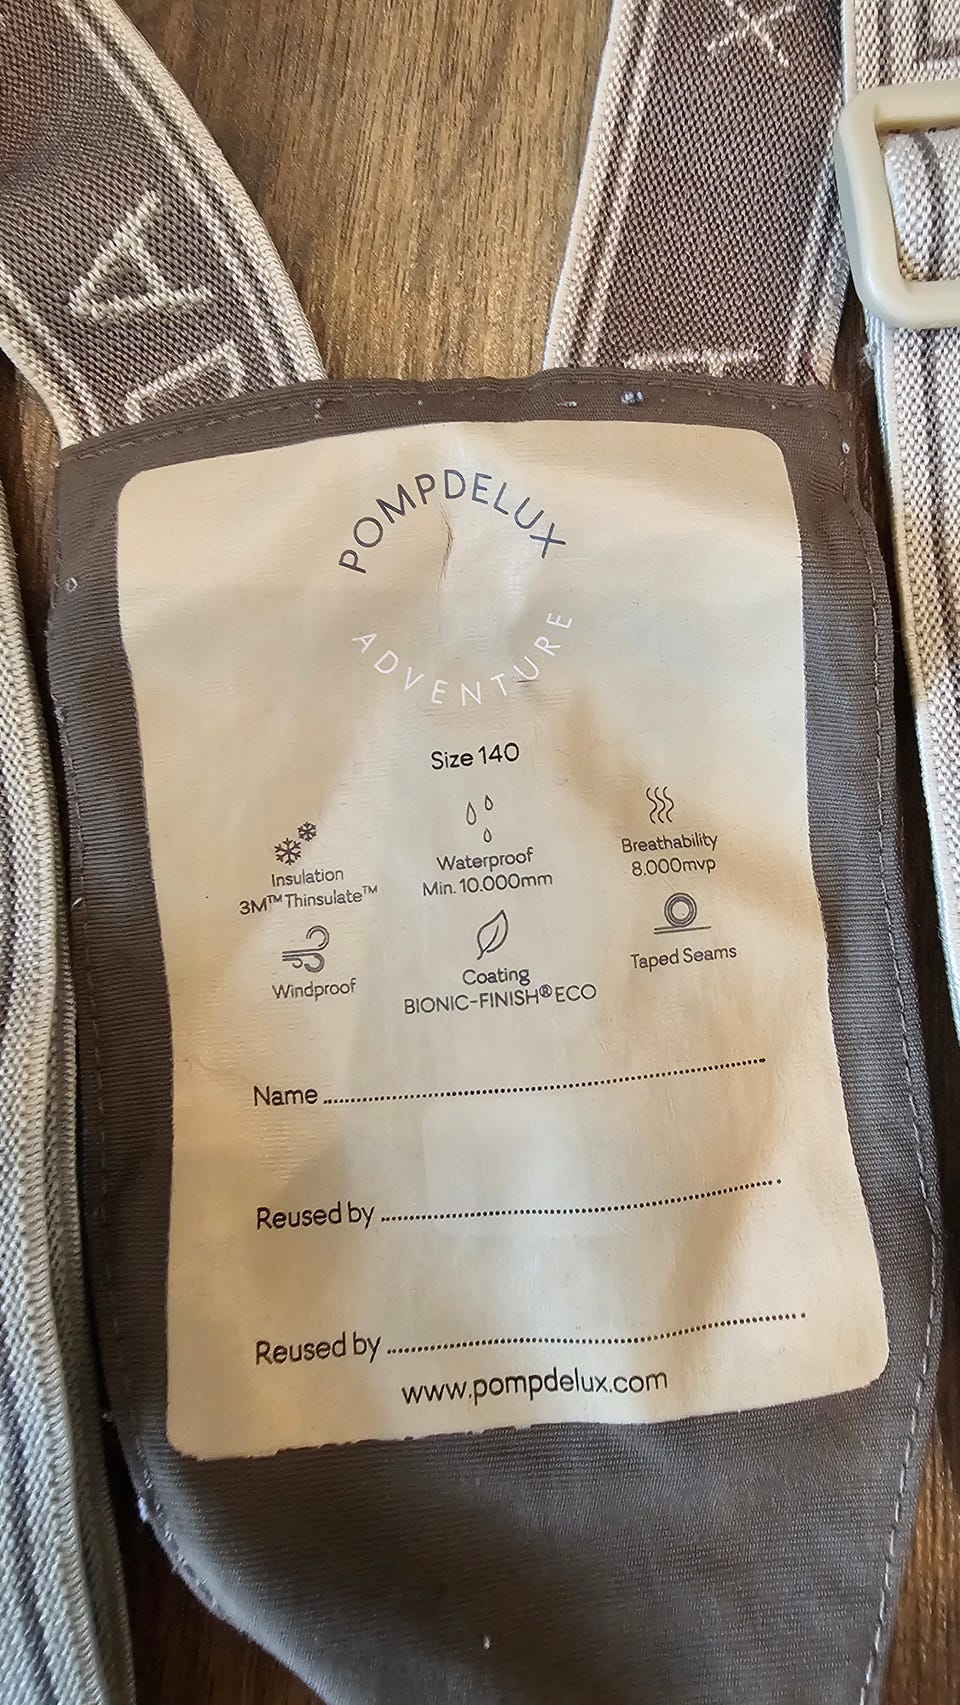 POMPDELUX
ADVENTURE
Size 140
Insulation
3M™ Thinsulate™
Waterproof
Min. 10.000mm
Breathability
8.000mvp
Windproof
Coating
BIONIC-FINISH® ECO
Taped Seams
Name
Reused by
Reused by
www.pompdelux.com